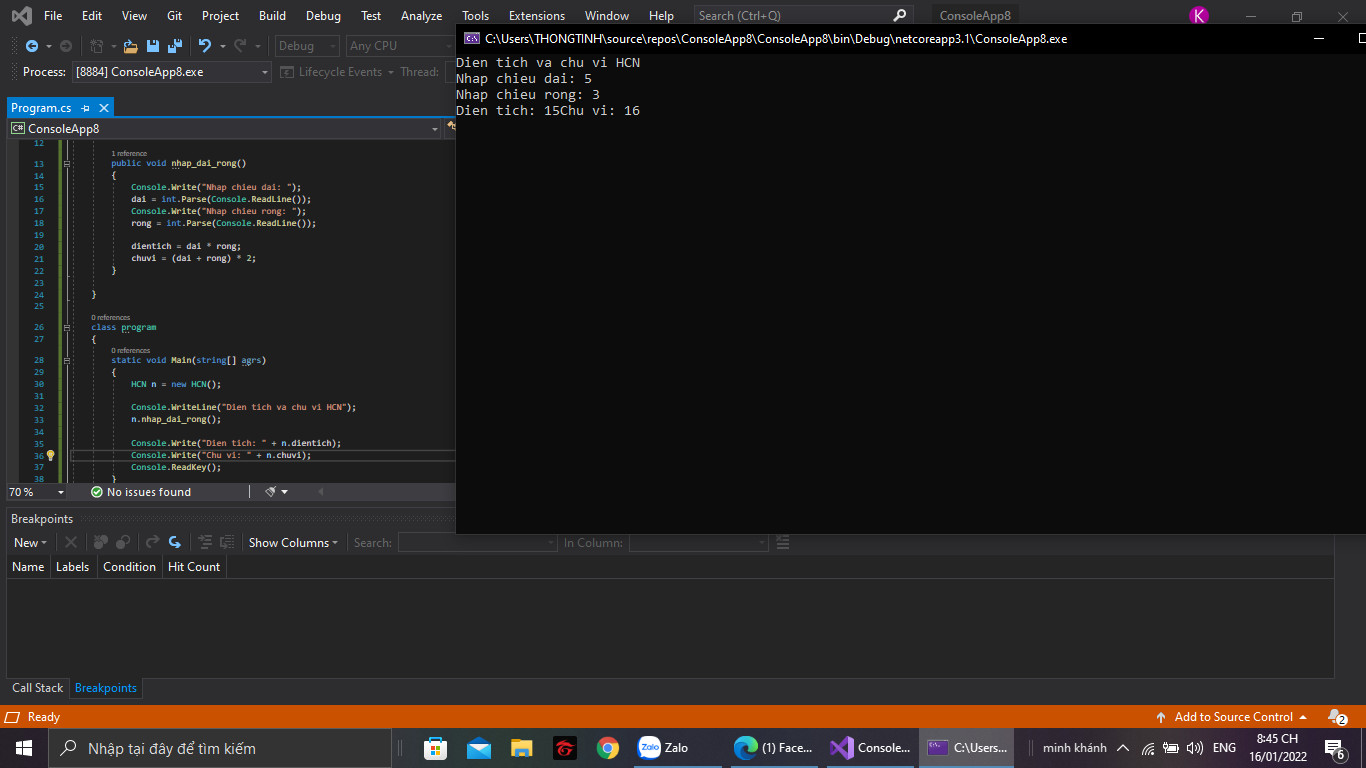 File Edit View Git Project Build Debug Test Analyze Tools Extensions Window Help Search (Ctrl+Q) ConsoleApp8 K
Debug Any CPU
Process: [8884] ConsoleApp8.exe Lifecycle Events Thread:
Program.cs
C# ConsoleApp8
12
1 reference
13 public void nhap_dai_rong()
14 {
15 Console.Write("Nhap chieu dai: ");
16 dai = int.Parse(Console.ReadLine());
17 Console.Write("Nhap chieu rong: ");
18 rong = int.Parse(Console.ReadLine());
19
20 dientich = dai * rong;
21 chuvi = (dai + rong) * 2;
22 }
23
24 }
25
0 references
26 class program
27 {
0 references
28 static void Main(string[] agrs)
29 {
30 HCN n = new HCN();
31
32 Console.WriteLine("Dien tich va chu vi HCN");
33 n.nhap_dai_rong();
34
35 Console.Write("Dien tich: " + n.dientich);
36 Console.Write("Chu vi: " + n.chuvi);
37 Console.ReadKey();
38 }
70 % No issues found
C:\Users\THONGTINH\source\repos\ConsoleApp8\ConsoleApp8\bin\Debug\netcoreapp3.1\ConsoleApp8.exe
Dien tich va chu vi HCN
Nhap chieu dai: 5
Nhap chieu rong: 3
Dien tich: 15Chu vi: 16
Breakpoints
New Show Columns Search: In Column:
Name Labels Condition Hit Count
Call Stack Breakpoints
Ready Add to Source Control 2
Nhập tại đây để tìm kiếm Zalo Zalo (1) Face... Console... C:\Users... minh khánh ENG 8:45 CH
16/01/2022 6